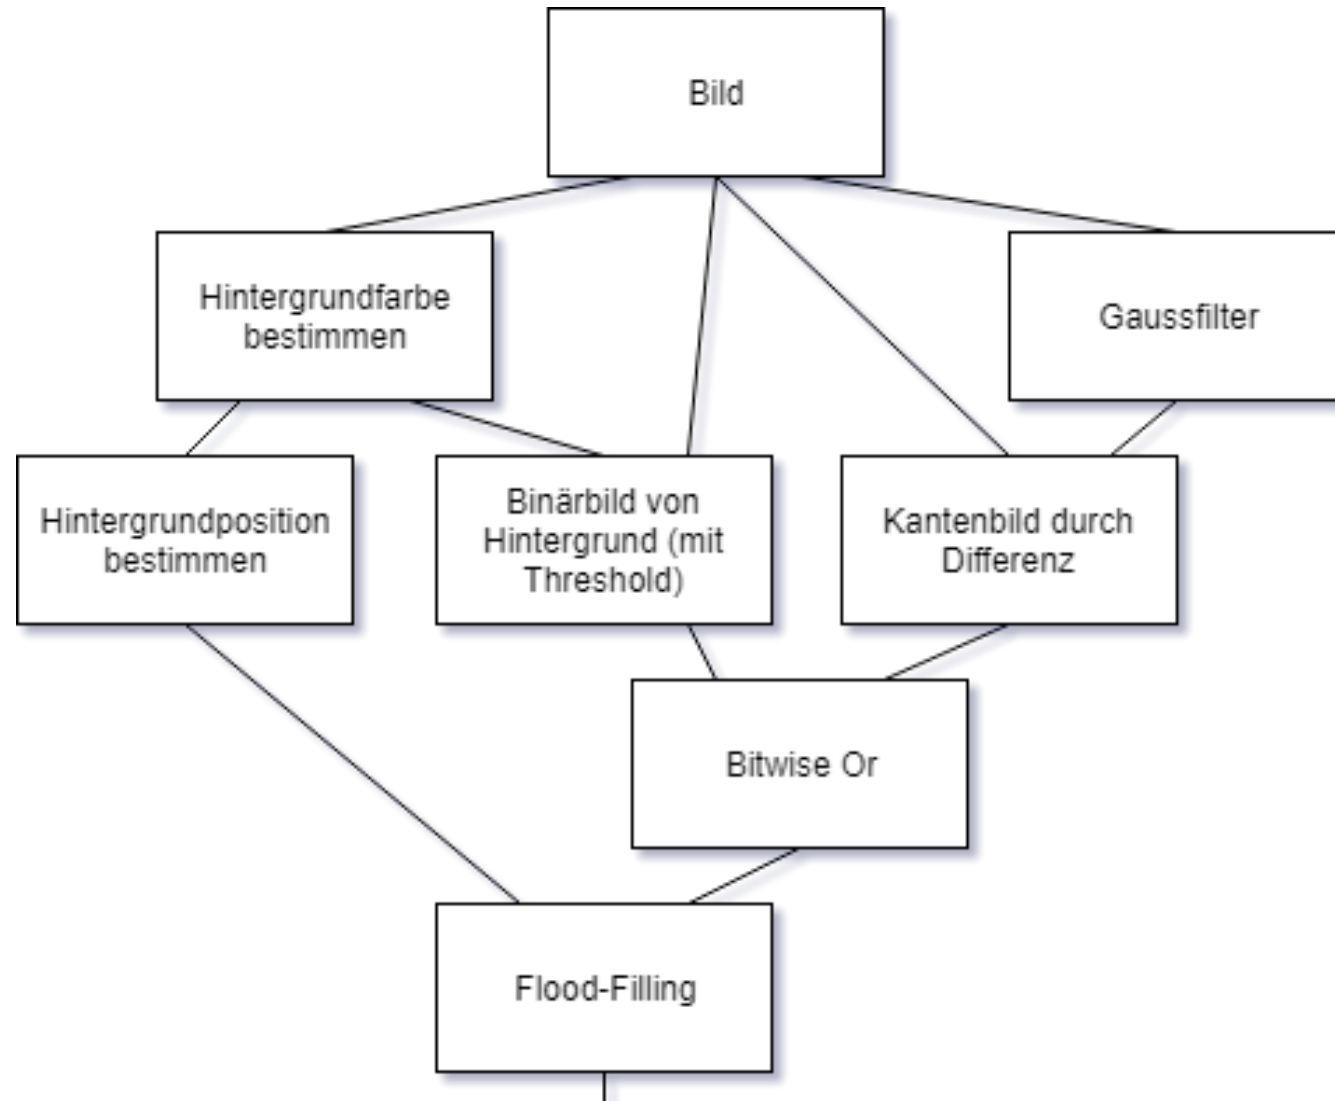 Bild
Hintergrundfarbe
bestimmen
Gaussfilter
Hintergrundposition
bestimmen
Binärbild von
Hintergrund (mit
Threshold)
Kantenbild durch
Differenz
Bitwise Or
Flood-Filling